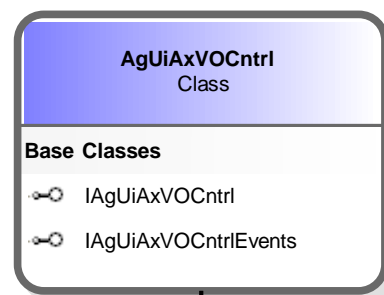 AgUiAxVOCntrl
Class
Base Classes
IAgUiAxVOCntrl
IAgUiAxVOCntrlEvents